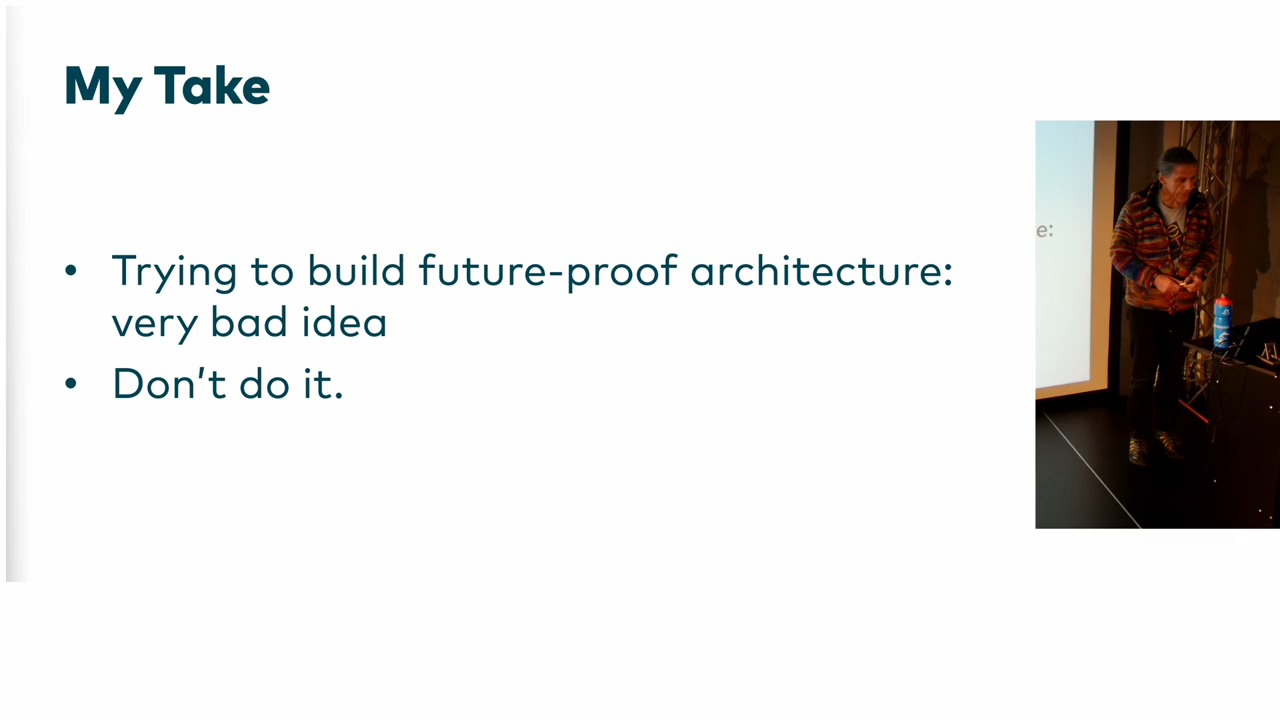 My Take
• Trying to build future-proof architecture:
very bad idea
• Don't do it.
e: